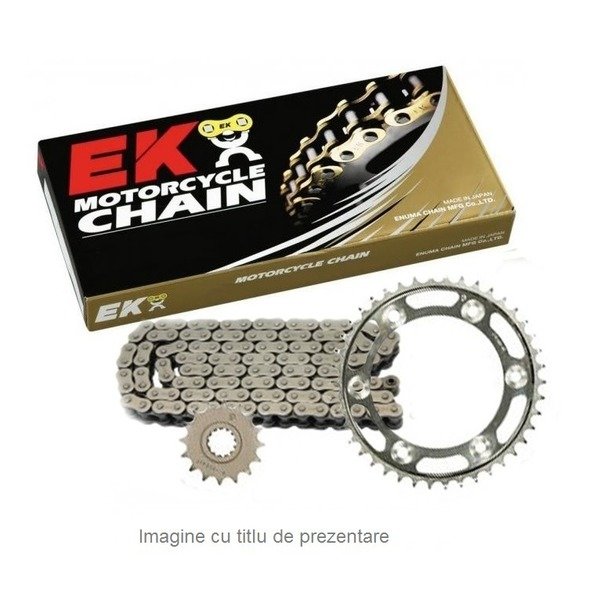 EK
EK
MOTORCYCLE
CHAIN
MADE IN JAPAN
ENUMA CHAIN MFG Co.,LTD.
EK
MOTORCYCLE CHAIN
MADE IN JAPAN
ENUMA CHAIN MFG Co.,LTD.
Imagine cu titlu de prezentare